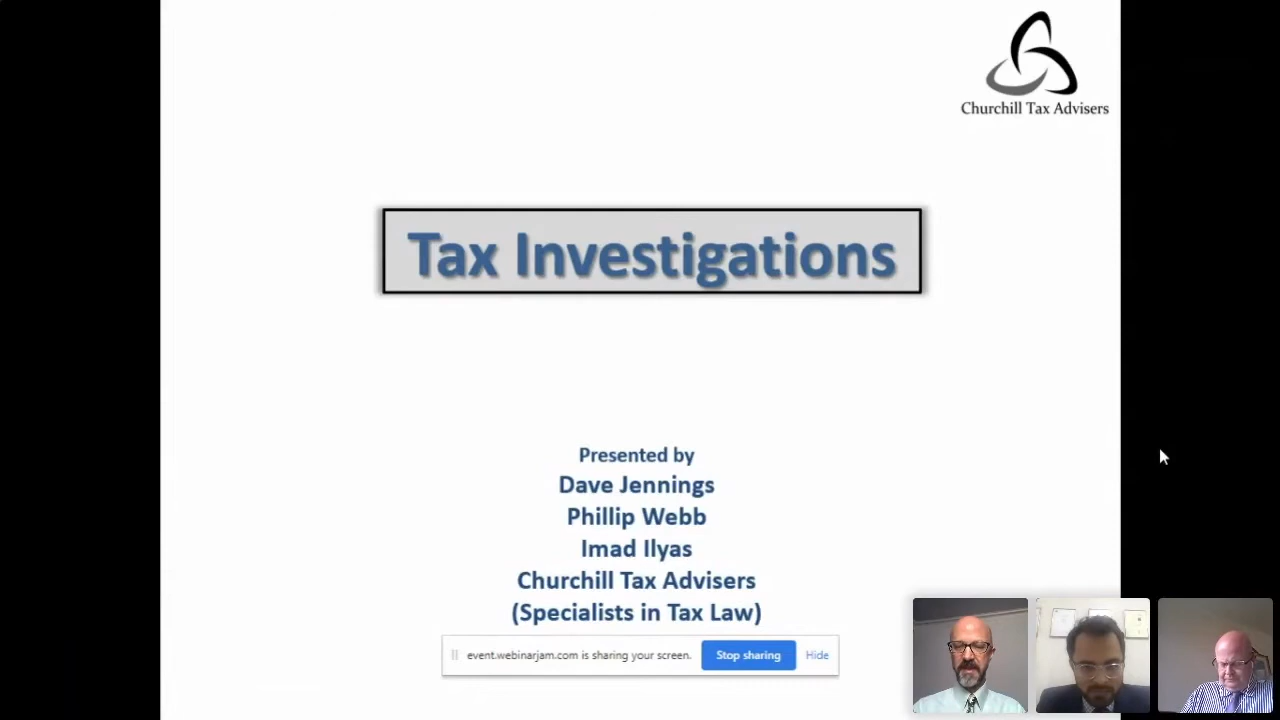 Churchill Tax Advisers
Tax Investigations
Presented by
Dave Jennings
Phillip Webb
Imad Ilyas
Churchill Tax Advisers
(Specialists in Tax Law)
event.webinarjam.com is sharing your screen. Stop sharing Hide